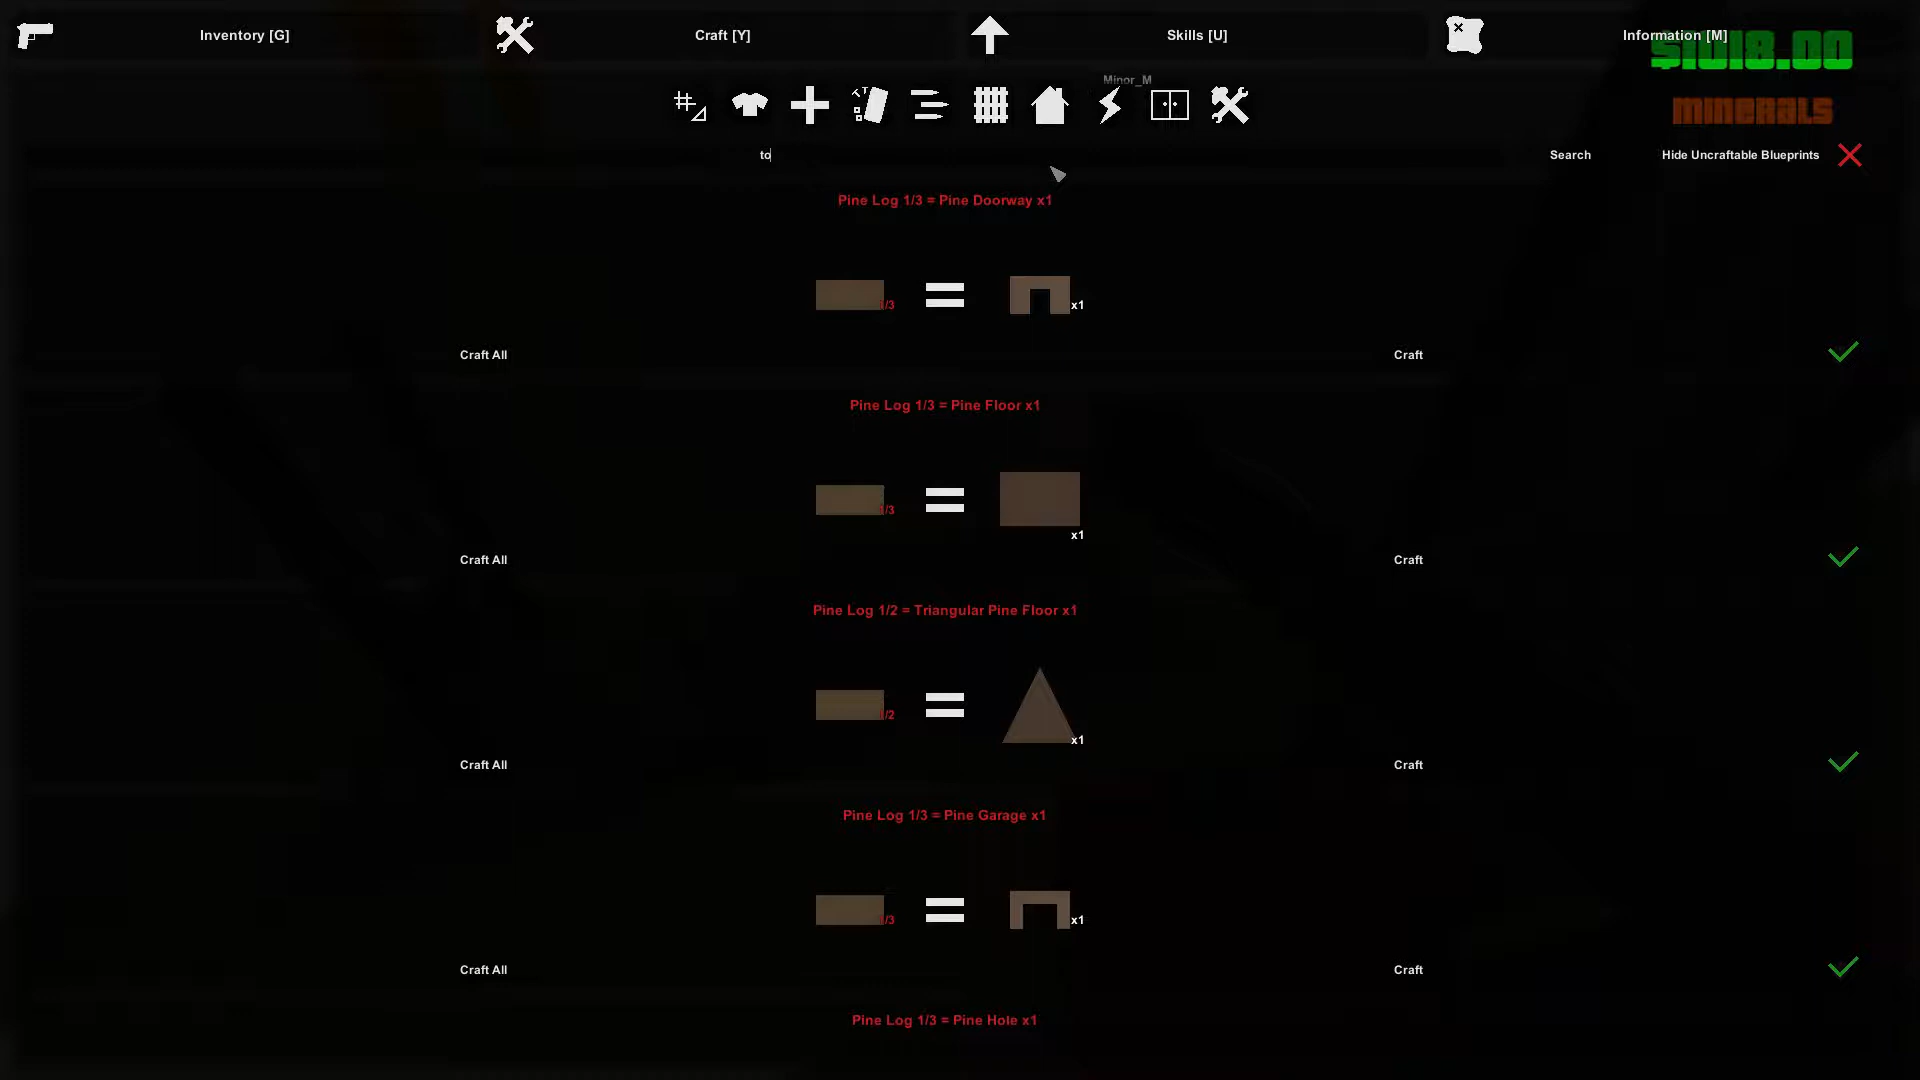 Inventory [G]
Craft [Y]
Skills [U]
Information [M]
$1018.00
Minor_M
minerals
to
Search
Hide Uncraftable Blueprints
Pine Log 1/3 = Pine Doorway x1
1/3
x1
Craft All
Craft
Pine Log 1/3 = Pine Floor x1
1/3
x1
Craft All
Craft
Pine Log 1/2 = Triangular Pine Floor x1
1/2
x1
Craft All
Craft
Pine Log 1/3 = Pine Garage x1
1/3
x1
Craft All
Craft
Pine Log 1/3 = Pine Hole x1